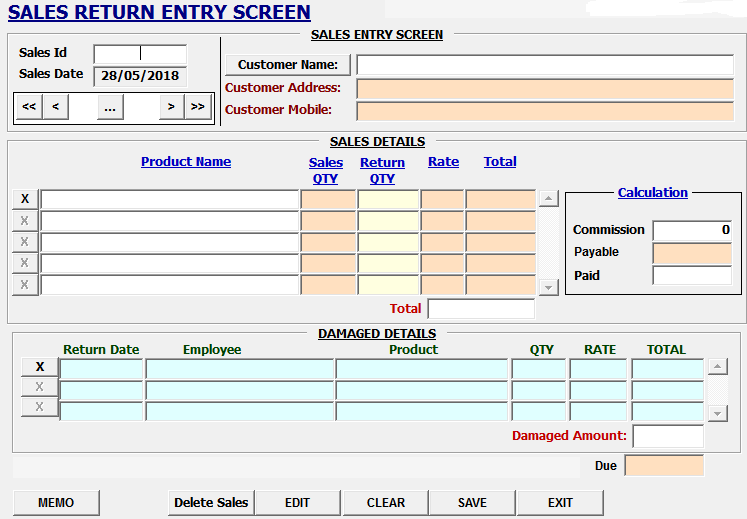 SALES RETURN ENTRY SCREEN
SALES ENTRY SCREEN
Sales Id
Sales Date 28/05/2018
<< < ... > >>
Customer Name:
Customer Address:
Customer Mobile:
SALES DETAILS
Product Name Sales QTY Return QTY Rate Total
X
X
X
X
X
Total
Calculation
Commission 0
Payable
Paid
DAMAGED DETAILS
Return Date Employee Product QTY RATE TOTAL
X
X
X
Damaged Amount:
Due
MEMO Delete Sales EDIT CLEAR SAVE EXIT